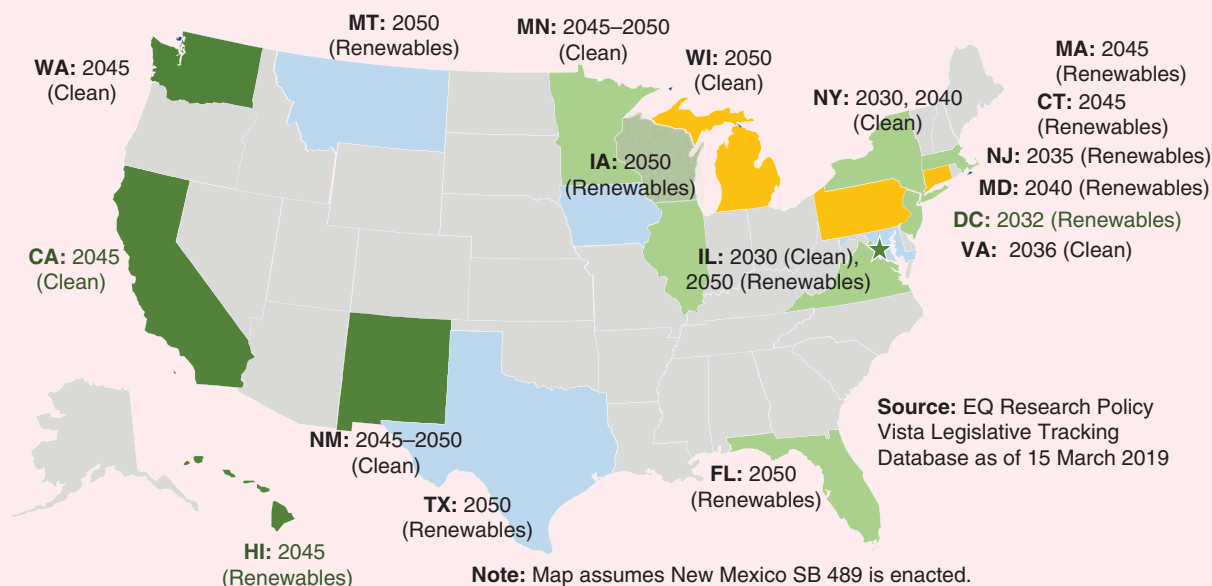 MT: 2050
(Renewables)
MN: 2045–2050
(Clean)
WI: 2050
(Clean)
MA: 2045
(Renewables)
WA: 2045
(Clean)
NY: 2030, 2040
(Clean)
CT: 2045
(Renewables)
NJ: 2035 (Renewables)
IA: 2050
(Renewables)
MD: 2040 (Renewables)
DC: 2032 (Renewables)
VA: 2036 (Clean)
CA: 2045
(Clean)
IL: 2030 (Clean),
2050 (Renewables)
NM: 2045–2050
(Clean)
TX: 2050
(Renewables)
FL: 2050
(Renewables)
Source: EQ Research Policy
Vista Legislative Tracking
Database as of 15 March 2019
HI: 2045
(Renewables)
Note: Map assumes New Mexico SB 489 is enacted.